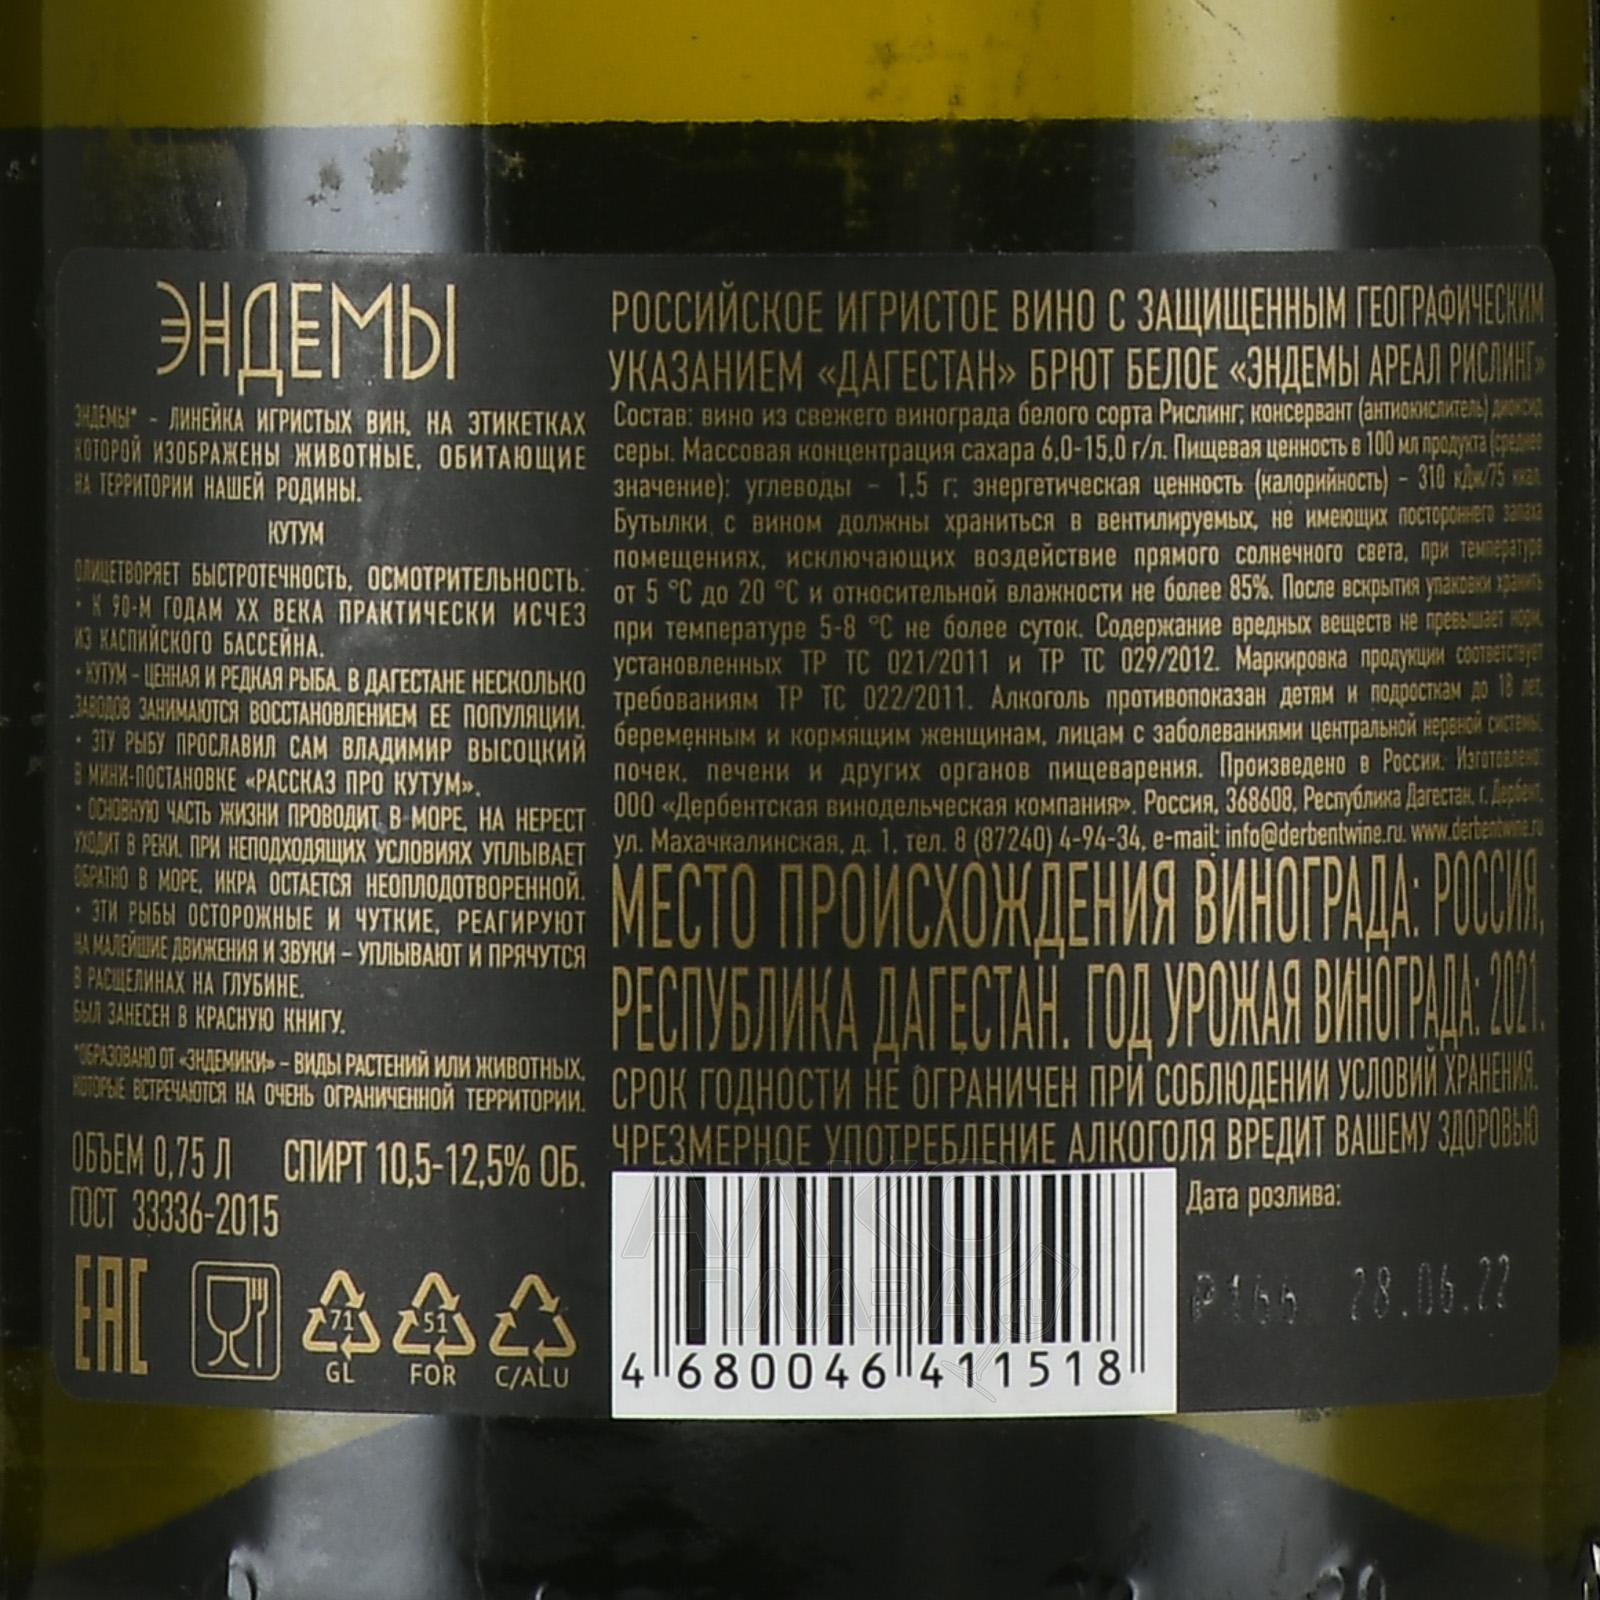 ЭНДЕМЫ
ЭНДЕМЫ* - ЛИНЕЙКА ИГРИСТЫХ ВИН, НА ЭТИКЕТКАХ
КОТОРОЙ ИЗОБРАЖЕНЫ ЖИВОТНЫЕ, ОБИТАЮЩИЕ
НА ТЕРРИТОРИИ НАШЕЙ РОДИНЫ.
КУТУМ
ОЛИЦЕТВОРЯЕТ БЫСТРОТЕЧНОСТЬ, ОСМОТРИТЕЛЬНОСТЬ.
• К 90-М ГОДАМ XX ВЕКА ПРАКТИЧЕСКИ ИСЧЕЗ
ИЗ КАСПИЙСКОГО БАССЕЙНА.
• КУТУМ - ЦЕННАЯ И РЕДКАЯ РЫБА. В ДАГЕСТАНЕ НЕСКОЛЬКО
ЗАВОДОВ ЗАНИМАЮТСЯ ВОССТАНОВЛЕНИЕМ ЕЕ ПОПУЛЯЦИИ.
• ЭТУ РЫБУ ПРОСЛАВИЛ САМ ВЛАДИМИР ВЫСОЦКИЙ
В МИНИ-ПОСТАНОВКЕ «РАССКАЗ ПРО КУТУМ».
• ОСНОВНУЮ ЧАСТЬ ЖИЗНИ ПРОВОДИТ В МОРЕ, НА НЕРЕСТ
УХОДИТ В РЕКИ. ПРИ НЕПОДХОДЯЩИХ УСЛОВИЯХ УПЛЫВАЕТ
ОБРАТНО В МОРЕ, ИКРА ОСТАЕТСЯ НЕОПЛОДОТВОРЕННОЙ.
• ЭТИ РЫБЫ ОСТОРОЖНЫЕ И ЧУТКИЕ, РЕАГИРУЮТ
НА МАЛЕЙШИЕ ДВИЖЕНИЯ И ЗВУКИ - УПЛЫВАЮТ И ПРЯЧУТСЯ
В РАСЩЕЛИНАХ НА ГЛУБИНЕ.
БЫЛ ЗАНЕСЕН В КРАСНУЮ КНИГУ.
*ОБРАЗОВАНО ОТ «ЭНДЕМИКИ» - ВИДЫ РАСТЕНИЙ ИЛИ ЖИВОТНЫХ,
КОТОРЫЕ ВСТРЕЧАЮТСЯ НА ОЧЕНЬ ОГРАНИЧЕННОЙ ТЕРРИТОРИИ.
ОБЪЕМ 0,75 Л СПИРТ 10,5-12,5% ОБ.
ГОСТ 33336-2015
EAC
71 51
GL FOR C/ALU
РОССИЙСКОЕ ИГРИСТОЕ ВИНО С ЗАЩИЩЕННЫМ ГЕОГРАФИЧЕСКИМ
УКАЗАНИЕМ «ДАГЕСТАН» БРЮТ БЕЛОЕ «ЭНДЕМЫ АРЕАЛ РИСЛИНГ»
Состав: вино из свежего винограда белого сорта Рислинг; консервант (антиокислитель) диоксид
серы. Массовая концентрация сахара 6,0-15,0 г/л. Пищевая ценность в 100 мл продукта (среднее
значение): углеводы - 1,5 г; энергетическая ценность (калорийность) - 310 кДж/75 ккал.
Бутылки с вином должны храниться в вентилируемых, не имеющих постороннего запаха
помещениях, исключающих воздействие прямого солнечного света, при температуре
от 5 °С до 20 °С и относительной влажности не более 85%. После вскрытия упаковки хранить
при температуре 5-8 °С не более суток. Содержание вредных веществ не превышает норм,
установленных ТР ТС 021/2011 и ТР ТС 029/2012. Маркировка продукции соответствует
требованиям ТР ТС 022/2011. Алкоголь противопоказан детям и подросткам до 18 лет,
беременным и кормящим женщинам, лицам с заболеваниями центральной нервной системы,
почек, печени и других органов пищеварения. Произведено в России. Изготовлено:
ООО «Дербентская винодельческая компания». Россия, 368608, Республика Дагестан, г. Дербент,
ул. Махачкалинская, д. 1, тел. 8 (87240) 4-94-34, e-mail: info@derbentwine.ru. www.derbentwine.ru
МЕСТО ПРОИСХОЖДЕНИЯ ВИНОГРАДА: РОССИЯ,
РЕСПУБЛИКА ДАГЕСТАН. ГОД УРОЖАЯ ВИНОГРАДА: 2021.
СРОК ГОДНОСТИ НЕ ОГРАНИЧЕН ПРИ СОБЛЮДЕНИИ УСЛОВИЙ ХРАНЕНИЯ.
ЧРЕЗМЕРНОЕ УПОТРЕБЛЕНИЕ АЛКОГОЛЯ ВРЕДИТ ВАШЕМУ ЗДОРОВЬЮ
Дата розлива:
P166 28.06.22
4 680046 411518
АЛКО
ПЛАЗА.ru